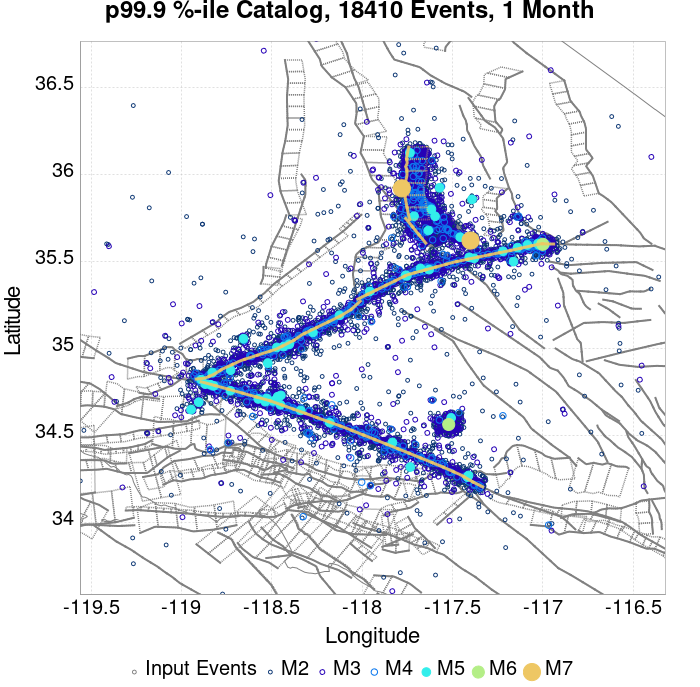 p99.9 %-ile Catalog, 18410 Events, 1 Month
36.5
36
35.5
35
34.5
34
Latitude
-119.5 -119 -118.5 -118 -117.5 -117 -116.5
Longitude
Input Events M2 M3 M4 M5 M6 M7